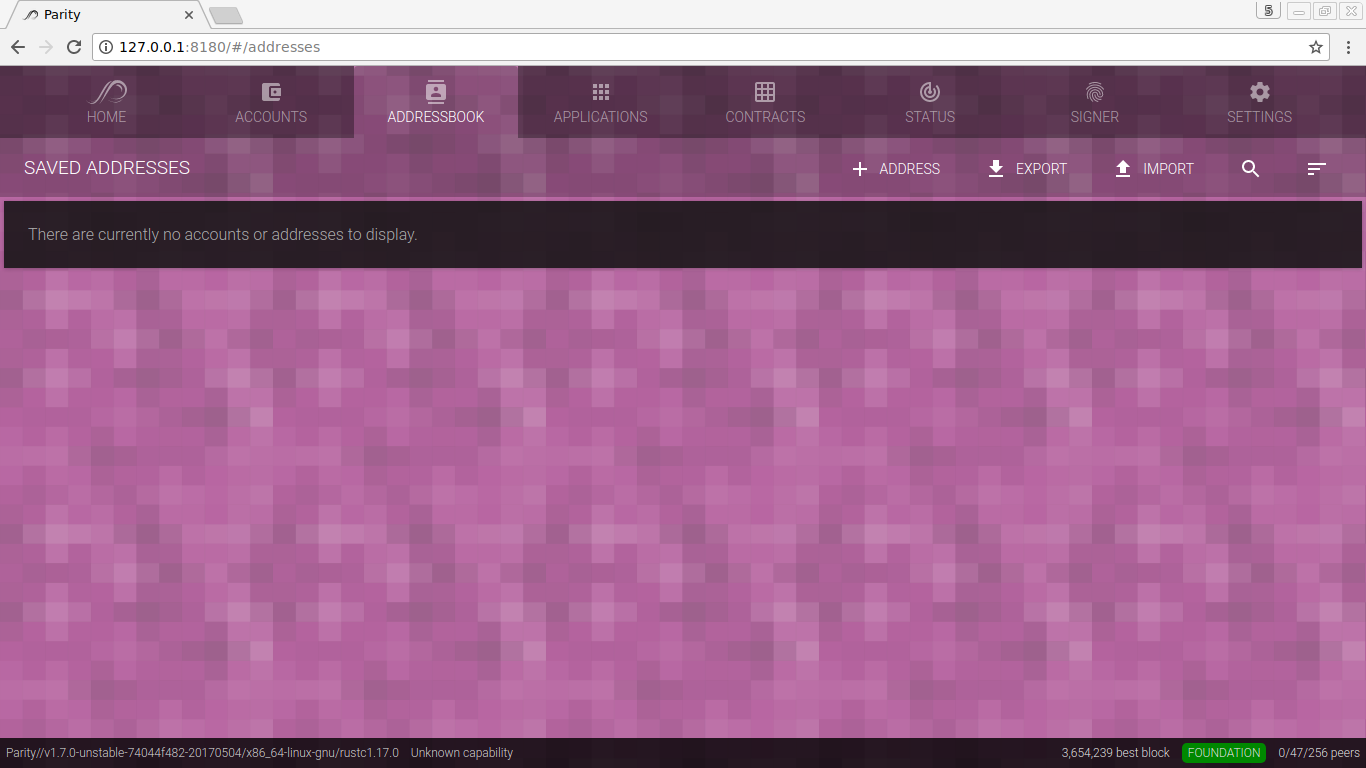 Parity
5
127.0.0.1:8180/#/addresses
HOME ACCOUNTS ADDRESSBOOK APPLICATIONS CONTRACTS STATUS SIGNER SETTINGS
SAVED ADDRESSES ADDRESS EXPORT IMPORT
There are currently no accounts or addresses to display.
Parity//v1.7.0-unstable-74044f482-20170504/x86_64-linux-gnu/rustc1.17.0 Unknown capability 3,654,239 best block FOUNDATION 0/47/256 peers